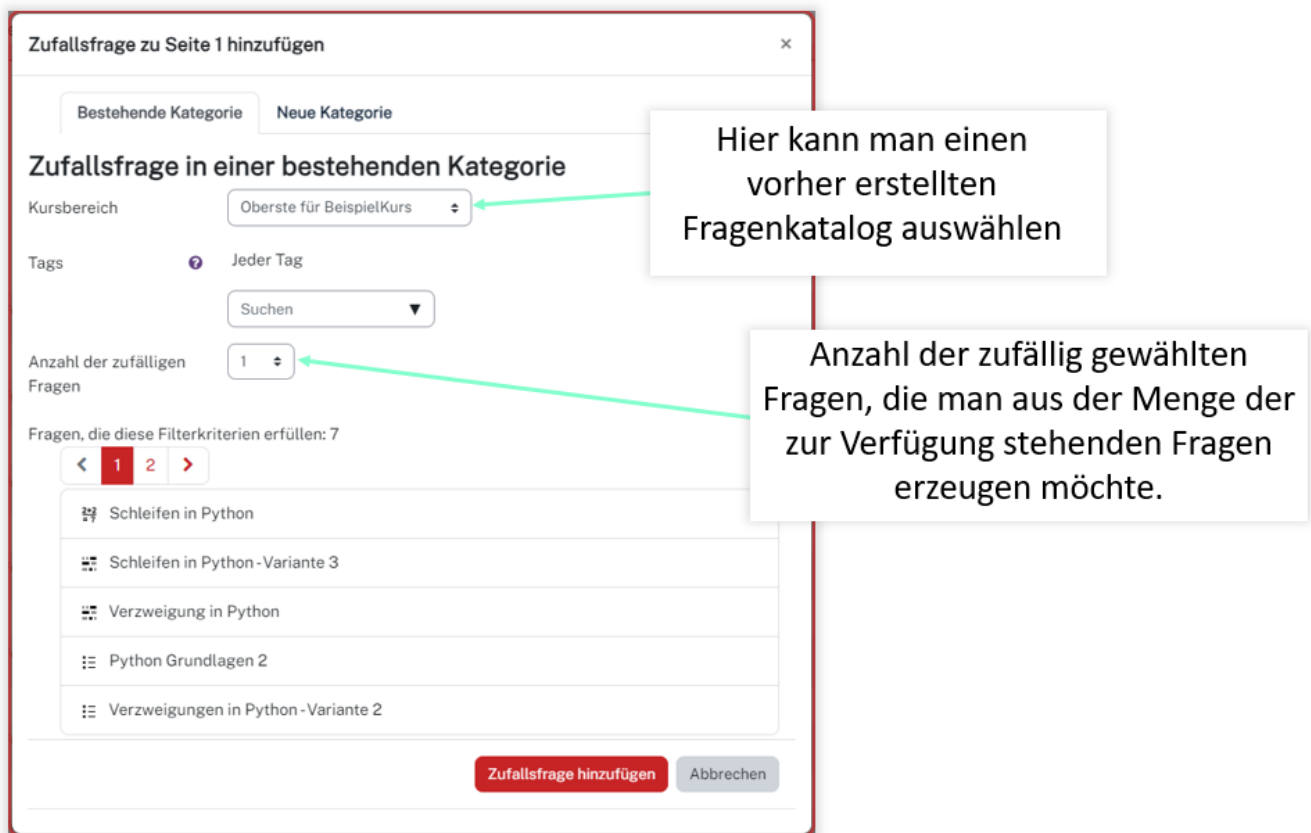 Zufallsfrage zu Seite 1 hinzufügen
×
Bestehende Kategorie
Neue Kategorie
Zufallsfrage in einer bestehenden Kategorie
Kursbereich
Oberste für BeispielKurs
Hier kann man einen
vorher erstellten
Fragenkatalog auswählen
Tags
Jeder Tag
Suchen
Anzahl der zufälligen
Fragen
1
Anzahl der zufällig gewählten
Fragen, die man aus der Menge der
zur Verfügung stehenden Fragen
erzeugen möchte.
Fragen, die diese Filterkriterien erfüllen: 7
1 2
Schleifen in Python
Schleifen in Python - Variante 3
Verzweigung in Python
Python Grundlagen 2
Verzweigungen in Python - Variante 2
Zufallsfrage hinzufügen
Abbrechen